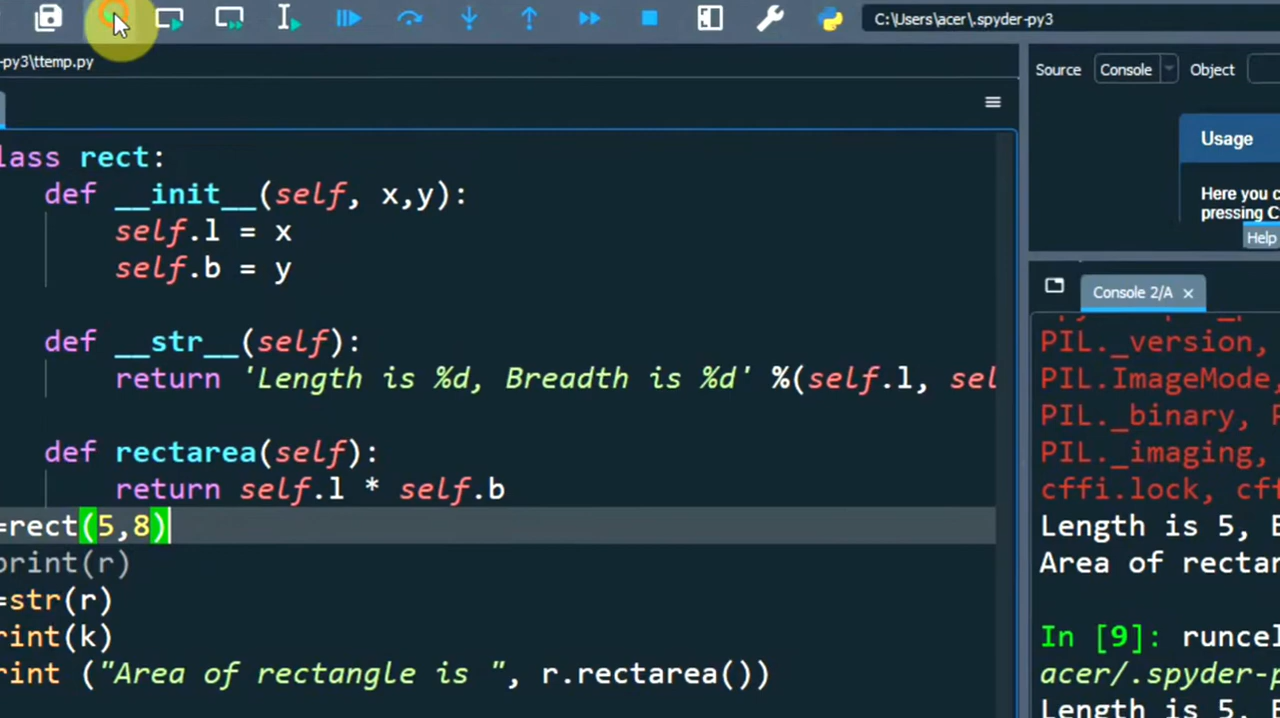 C:\Users\acer\.spyder-py3
-py3\ttemp.py
Source Console Object
Usage
Here you c
pressing C
Help
lass rect:
def __init__(self, x,y):
self.l = x
self.b = y
def __str__(self):
return 'Length is %d, Breadth is %d' %(self.l, sel
def rectarea(self):
return self.l * self.b
=rect(5,8)
print(r)
=str(r)
rint(k)
rint ("Area of rectangle is ", r.rectarea())
Console 2/A
PIL._version,
PIL.ImageMode,
PIL._binary, P
PIL._imaging,
cffi.lock, cff
Length is 5, B
Area of rectan
In [9]: runcel
acer/.spyder-p
Length is 5, B